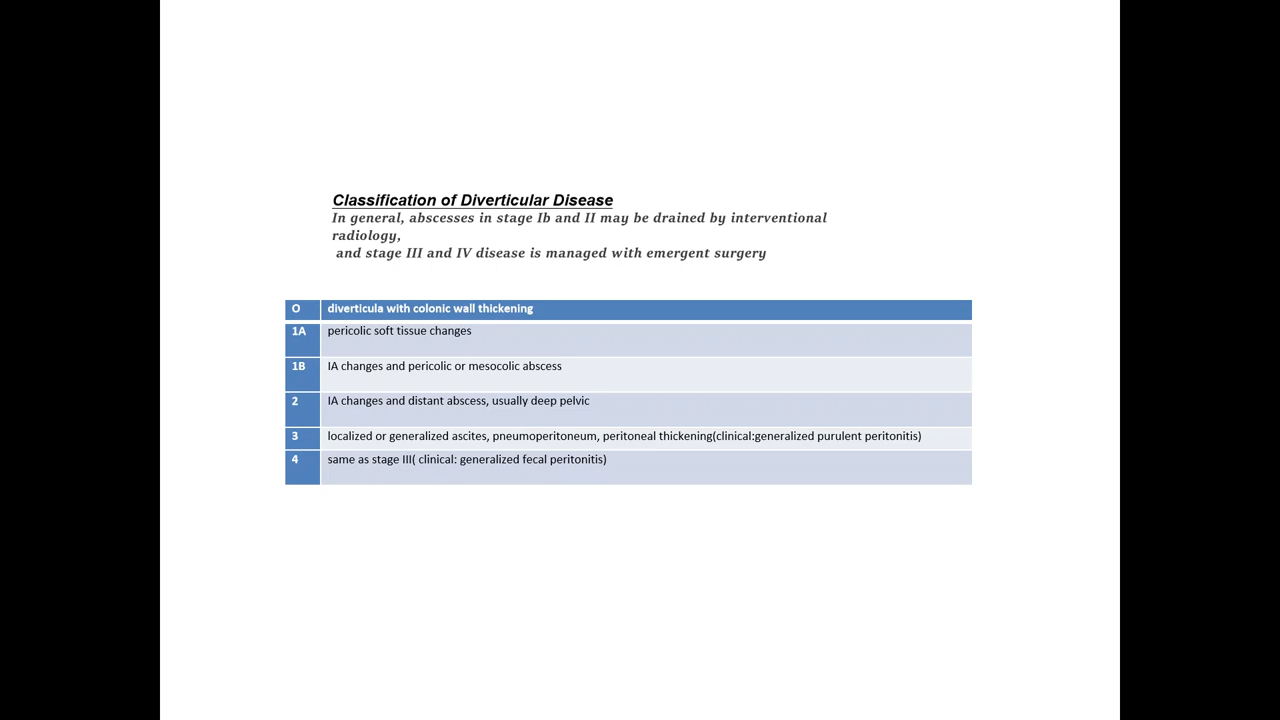 Classification of Diverticular Disease
In general, abscesses in stage Ib and II may be drained by interventional
radiology,
and stage III and IV disease is managed with emergent surgery
O diverticula with colonic wall thickening
1A pericolic soft tissue changes
1B IA changes and pericolic or mesocolic abscess
2 IA changes and distant abscess, usually deep pelvic
3 localized or generalized ascites, pneumoperitoneum, peritoneal thickening(clinical:generalized purulent peritonitis)
4 same as stage III( clinical: generalized fecal peritonitis)